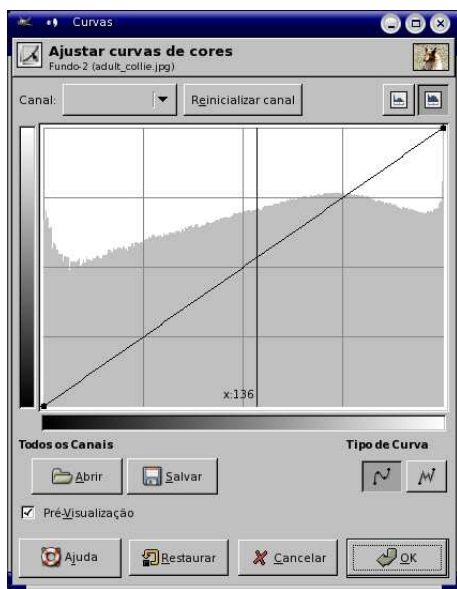 Curvas
Ajustar curvas de cores
Fundo-2 (adult_collie.jpg)
Canal:
Reinicializar canal
x:136
Todos os Canais
Tipo de Curva
Abrir
Salvar
Pré-Visualização
Ajuda
Restaurar
Cancelar
OK